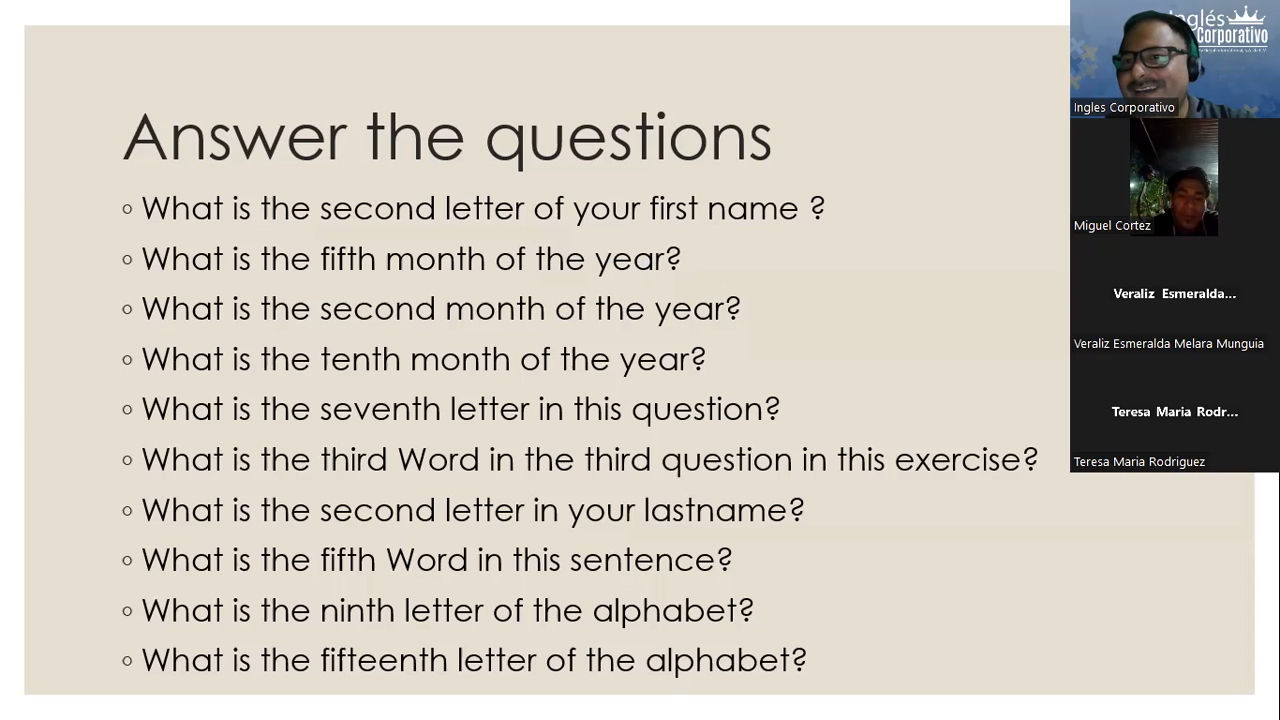 Answer the questions
What is the second letter of your first name ?
What is the fifth month of the year?
What is the second month of the year?
What is the tenth month of the year?
What is the seventh letter in this question?
What is the third Word in the third question in this exercise?
What is the second letter in your lastname?
What is the fifth Word in this sentence?
What is the ninth letter of the alphabet?
What is the fifteenth letter of the alphabet?
Inglés
Corporativo
Ingles Corporativo
Miguel Cortez
Veraliz Esmeralda...
Veraliz Esmeralda Melara Munguia
Teresa Maria Rodr...
Teresa Maria Rodriguez